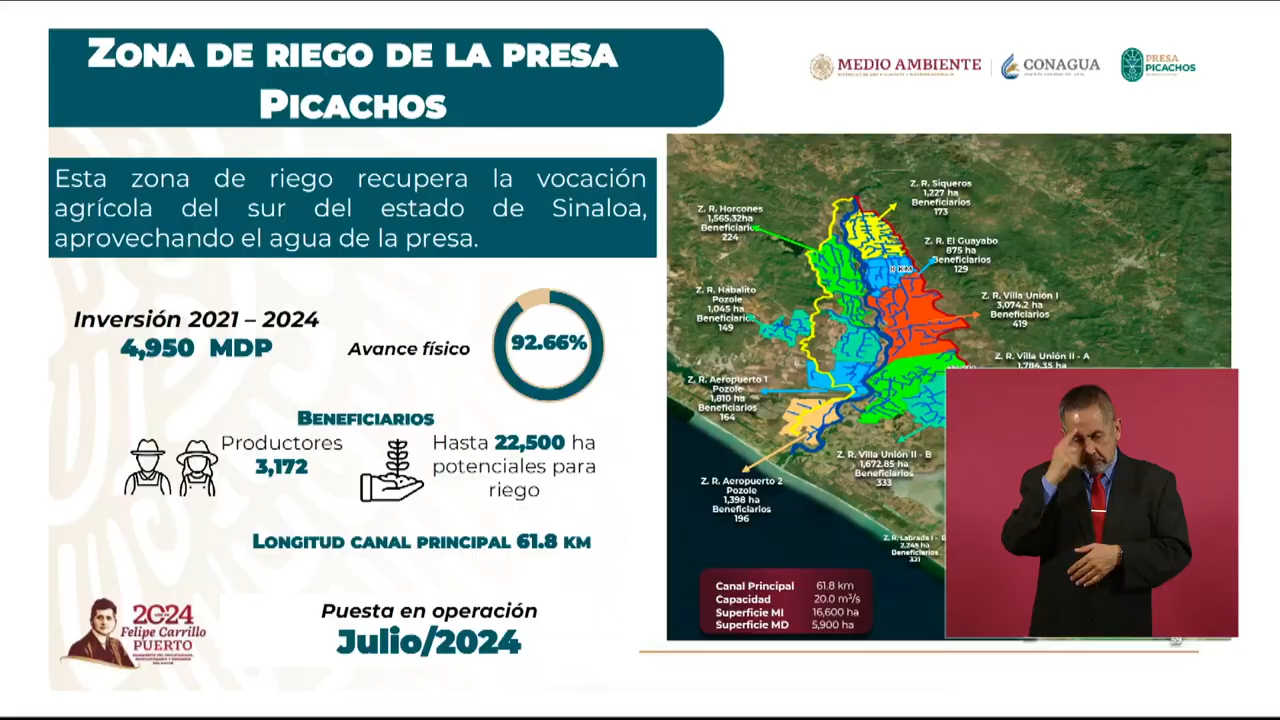 ZONA DE RIEGO DE LA PRESA
PICACHOS
MEDIO AMBIENTE
CONAGUA
PRESA
PICACHOS
Esta zona de riego recupera la vocación
agrícola del sur del estado de Sinaloa,
aprovechando el agua de la presa.
Inversión 2021 – 2024
4,950 MDP
Avance físico
92.66%
BENEFICIARIOS
Productores
3,172
Hasta 22,500 ha
potenciales para
riego
LONGITUD CANAL PRINCIPAL 61.8 KM
Puesta en operación
Julio/2024
2024
Felipe Carrillo
PUERTO
Z. R. Siqueros
1,227 ha
Beneficiarios
173
Z. R. Horcones
1,565.32ha
Beneficiarios
224
Z. R. El Guayabo
875 ha
Beneficiarios
129
8 KM
Z. R. Habalito
Pozole
1,045 ha
Beneficiarios
149
Z. R. Villa Unión I
3,074.2 ha
Beneficiarios
419
Z. R. Villa Unión II - A
1,784.35 ha
Z. R. Aeropuerto 1
Pozole
1,810 ha
Beneficiarios
164
Z. R. Villa Unión II - B
1,672.85 ha
Beneficiarios
333
Z. R. Aeropuerto 2
Pozole
1,398 ha
Beneficiarios
196
Z. R. Labrada I -
2,248 ha
Beneficiarios
321
Canal Principal 61.8 km
Capacidad 20.0 m³/s
Superficie MI 16,600 ha
Superficie MD 5,900 ha